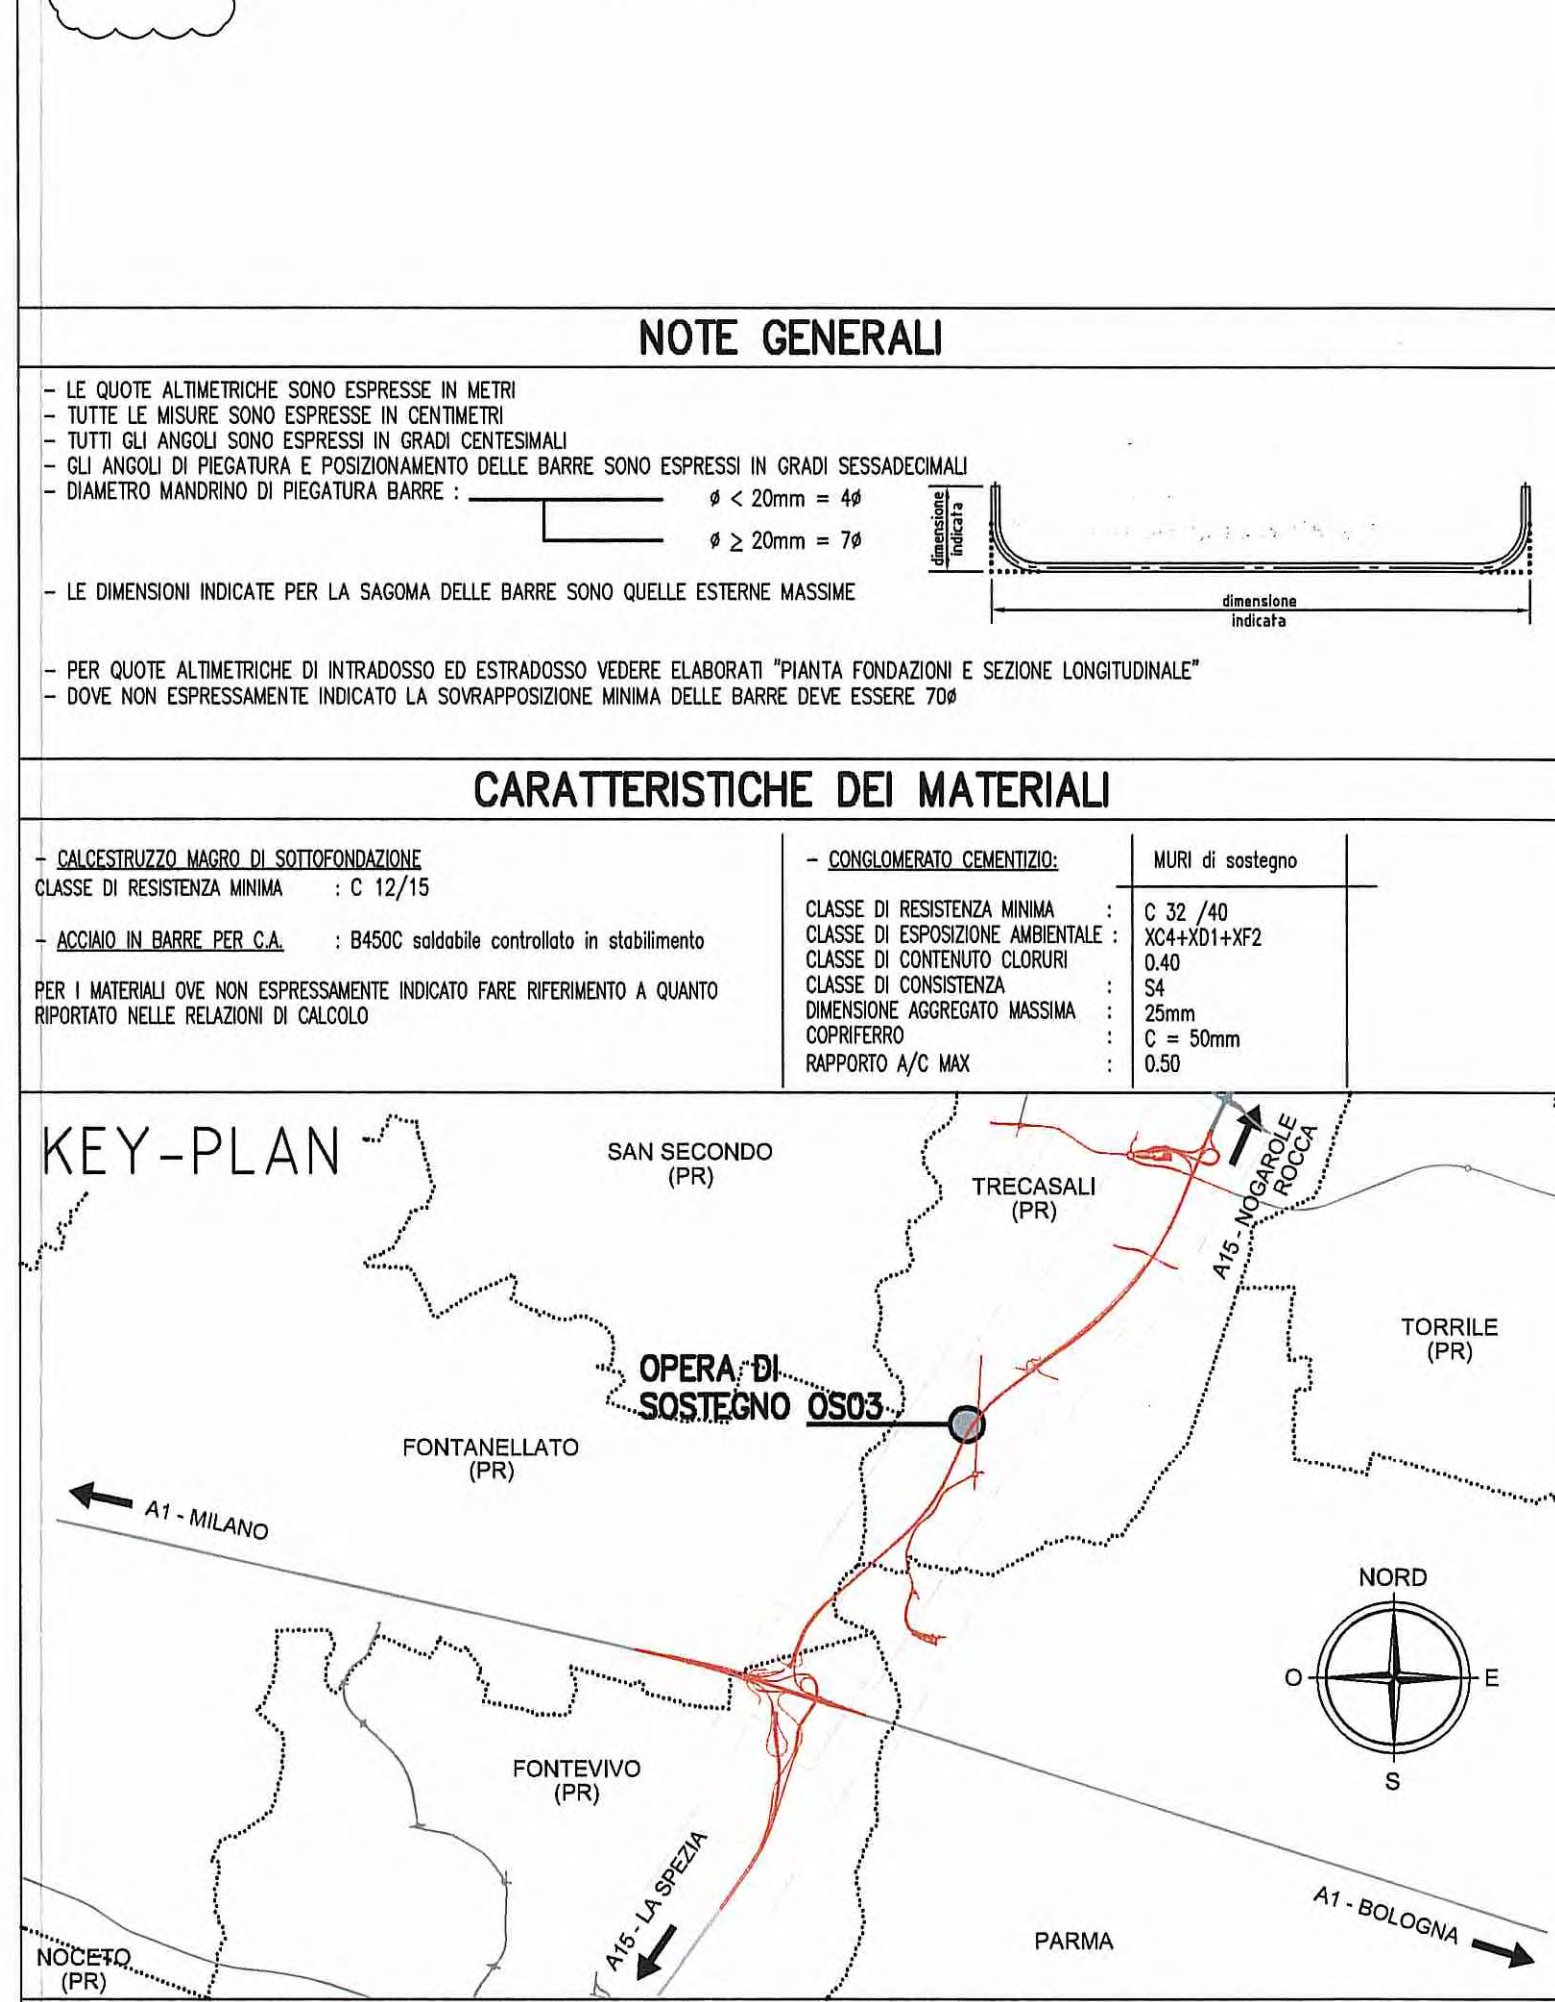 NOTE GENERALI
- LE QUOTE ALTIMETRICHE SONO ESPRESSE IN METRI
- TUTTE LE MISURE SONO ESPRESSE IN CENTIMETRI
- TUTTI GLI ANGOLI SONO ESPRESSI IN GRADI CENTESIMALI
- GLI ANGOLI DI PIEGATURA E POSIZIONAMENTO DELLE BARRE SONO ESPRESSI IN GRADI SESSADECIMALI
- DIAMETRO MANDRINO DI PIEGATURA BARRE :
ø < 20mm = 4ø
ø ≥ 20mm = 7ø
dimensione
indicata
- LE DIMENSIONI INDICATE PER LA SAGOMA DELLE BARRE SONO QUELLE ESTERNE MASSIME
dimensione
indicata
- PER QUOTE ALTIMETRICHE DI INTRADOSSO ED ESTRADOSSO VEDERE ELABORATI "PIANTA FONDAZIONI E SEZIONE LONGITUDINALE"
- DOVE NON ESPRESSAMENTE INDICATO LA SOVRAPPOSIZIONE MINIMA DELLE BARRE DEVE ESSERE 70ø
CARATTERISTICHE DEI MATERIALI
- CALCESTRUZZO MAGRO DI SOTTOFONDAZIONE
CLASSE DI RESISTENZA MINIMA : C 12/15
- ACCIAIO IN BARRE PER C.A. : B450C saldabile controllato in stabilimento
PER I MATERIALI OVE NON ESPRESSAMENTE INDICATO FARE RIFERIMENTO A QUANTO
RIPORTATO NELLE RELAZIONI DI CALCOLO
- CONGLOMERATO CEMENTIZIO: MURI di sostegno
CLASSE DI RESISTENZA MINIMA : C 32 /40
CLASSE DI ESPOSIZIONE AMBIENTALE : XC4+XD1+XF2
CLASSE DI CONTENUTO CLORURI 0.40
CLASSE DI CONSISTENZA : S4
DIMENSIONE AGGREGATO MASSIMA : 25mm
COPRIFERRO : C = 50mm
RAPPORTO A/C MAX : 0.50
KEY-PLAN
SAN SECONDO
(PR)
TRECASALI
(PR)
A15 - NOGAROLE
ROCCA
TORRILE
(PR)
OPERA DI
SOSTEGNO OS03
FONTANELLATO
(PR)
A1 - MILANO
NORD
O
E
S
FONTEVIVO
(PR)
A15 - LA SPEZIA
A1 - BOLOGNA
PARMA
NOCETO
(PR)